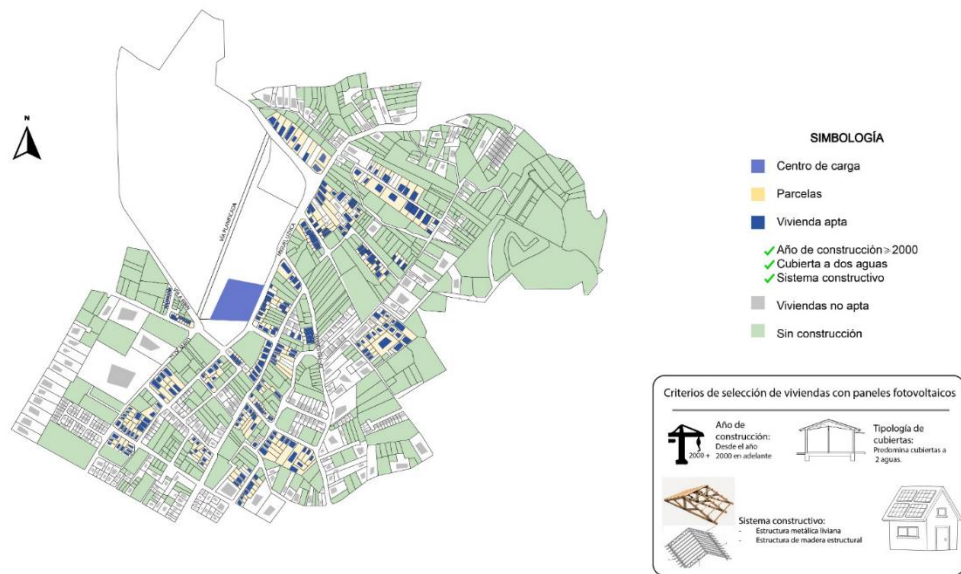 N
VÍA PLANIFICADA
SIMBOLOGÍA
Centro de carga
Parcelas
Vivienda apta
Año de construcción ≥ 2000
Cubierta a dos aguas
Sistema constructivo
Viviendas no apta
Sin construcción
Criterios de selección de viviendas con paneles fotovoltaicos
Año de
construcción:
Desde el año
2000 en adelante
2000 +
Tipología de
cubiertas:
Predomina cubiertas a
2 aguas.
Sistema constructivo:
- Estructura metálica liviana
- Estructura de madera estructural